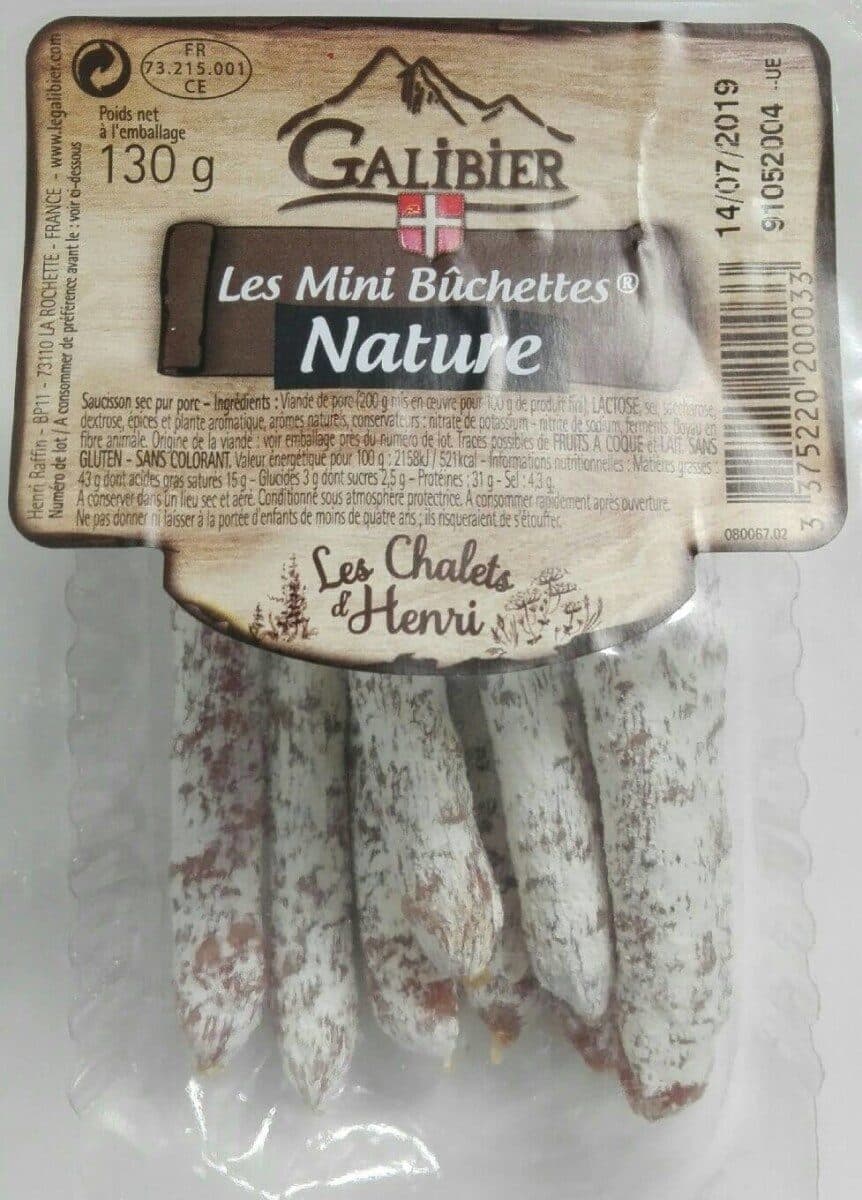 FR
73.215.001
CE
Poids net
à l'emballage
130 g
GALIBIER
Les Mini Bûchettes®
Nature
Saucisson sec pur porc - Ingrédients : Viande de porc (200 g mis en œuvre pour 100 g de produit fini), LACTOSE, sel, saccharose,
dextrose, épices et plante aromatique, arômes naturels, conservateurs : nitrate de potassium - nitrite de sodium, ferments. Boyau en
fibre animale. Origine de la viande : voir emballage près du numéro de lot. Traces possibles de FRUITS A COQUE et LAIT. SANS
GLUTEN - SANS COLORANT. Valeur énergétique pour 100 g : 2158kJ / 521kcal - Informations nutritionnelles : Matières grasses :
43 g dont acides gras saturés 15 g - Glucides 3 g dont sucres 2,5 g - Protéines : 31 g - Sel : 4,3 g.
A conserver dans un lieu sec et aéré. Conditionné sous atmosphère protectrice. A consommer rapidement après ouverture.
Ne pas donner ni laisser à la portée d'enfants de moins de quatre ans ; ils risqueraient de s'étouffer.
Les Chalets
d'Henri
Henri Raffin - BP11 - 73110 LA ROCHETTE - FRANCE - www.legalibier.com
Numéro de lot / A consommer de préférence avant le : voir ci-dessous
14/07/2019
91052004 --UE
3 375220 200033
080067.02